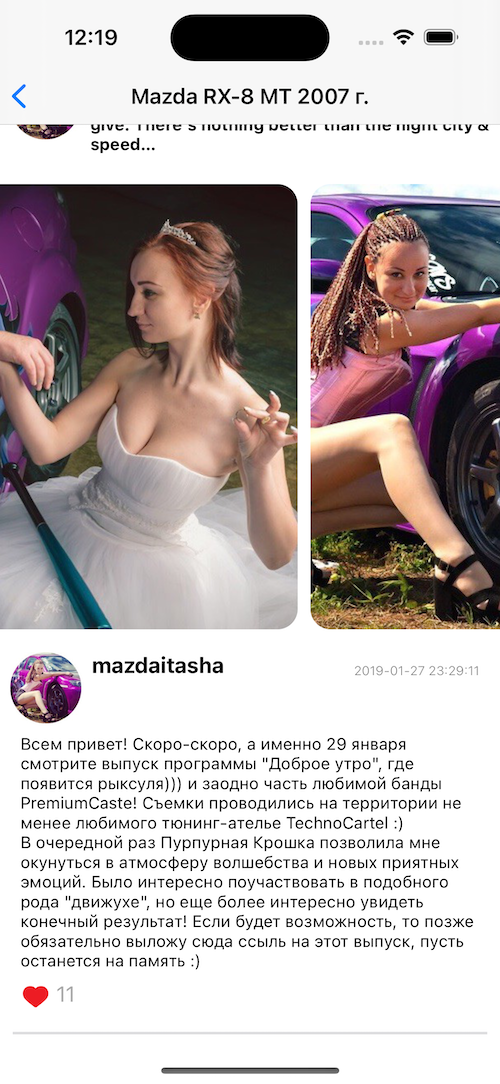 12:19
Mazda RX-8 MT 2007 г.
give. There's nothing better than the night city &
speed...
mazdaitasha
2019-01-27 23:29:11
Всем привет! Скоро-скоро, а именно 29 января
смотрите выпуск программы "Доброе утро", где
появится рыксуля))) и заодно часть любимой банды
PremiumCaste! Съемки проводились на территории не
менее любимого тюнинг-ателье TechnoCartel :)
В очередной раз Пурпурная Крошка позволила мне
окунуться в атмосферу волшебства и новых приятных
эмоций. Было интересно поучаствовать в подобного
рода "движухе", но еще более интересно увидеть
конечный результат! Если будет возможность, то позже
обязательно выложу сюда ссыль на этот выпуск, пусть
останется на память :)
11